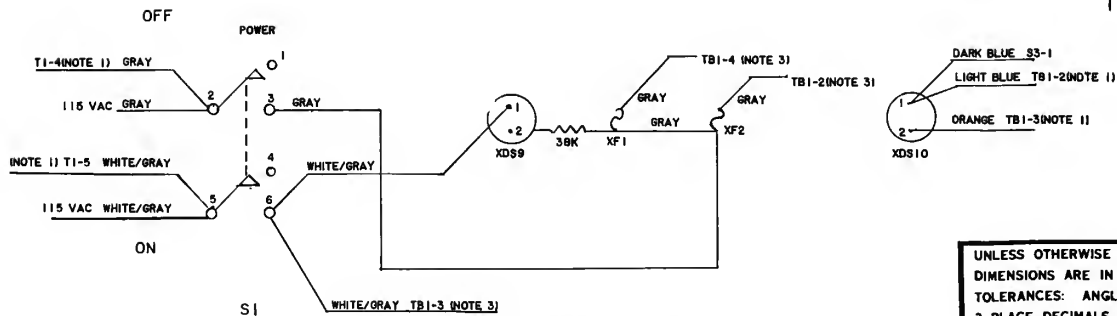 OFF
POWER
1
T1-4(NOTE 1) GRAY
2
115 VAC GRAY
3
GRAY
4
(NOTE 1) T1-5 WHITE/GRAY
WHITE/GRAY
5
6
115 VAC WHITE/GRAY
ON
S1
WHITE/GRAY TB1-3 (NOTE 3)
1
2
XDS9
38K
XF1
GRAY
GRAY
TB1-4 (NOTE 3)
GRAY
TB1-2(NOTE 3)
XF2
DARK BLUE S3-1
LIGHT BLUE TB1-2(NOTE 1)
1
2
ORANGE TB1-3(NOTE 1)
XDS10
UNLESS OTHERWISE
DIMENSIONS ARE IN
TOLERANCES: ANGL